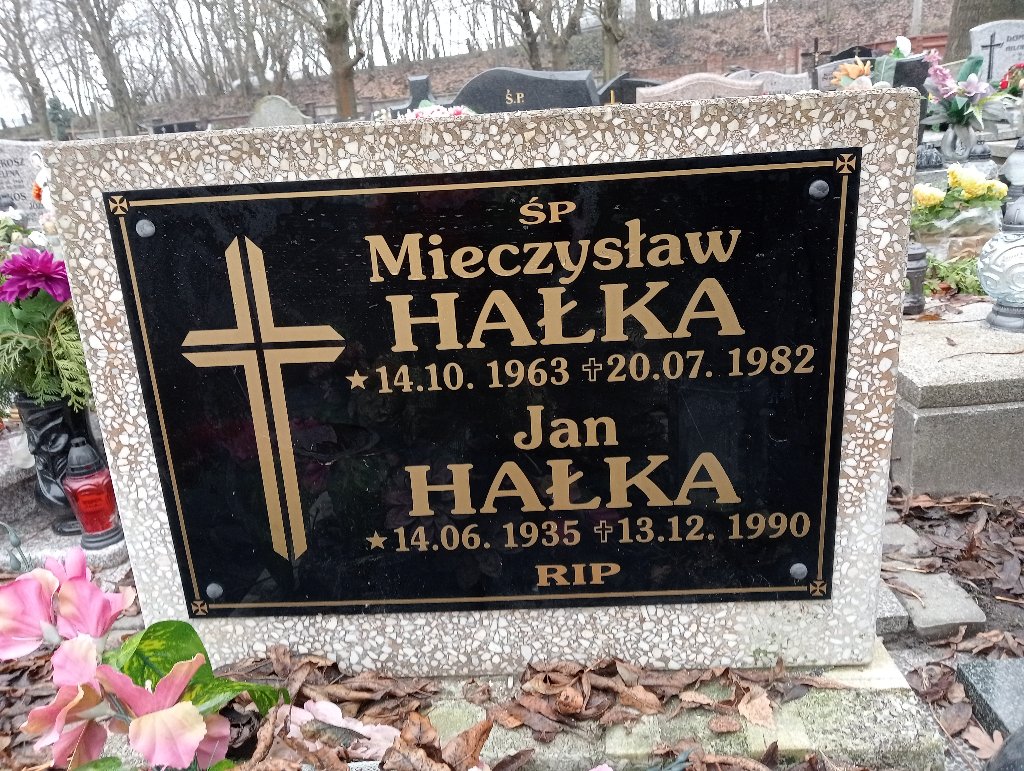 ŚP
Mieczysław
HAŁKA
★14.10. 1963 ✝20.07. 1982
Jan
HAŁKA
★14.06. 1935 ✝13.12. 1990
RIP
Ś.P.